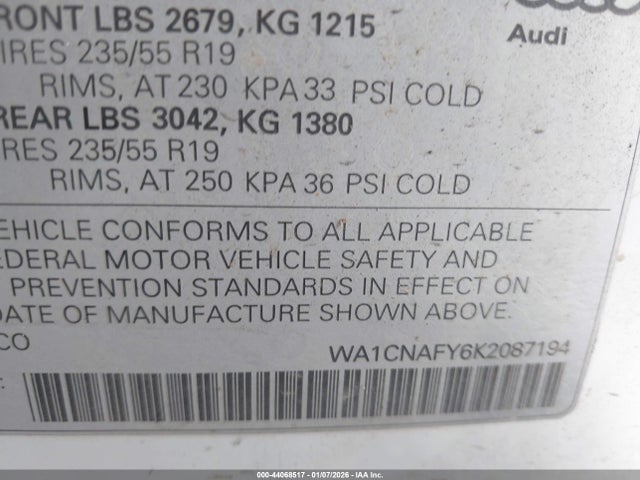 RONT LBS 2679, KG 1215
IRES 235/55 R19
RIMS, AT 230 KPA 33 PSI COLD
REAR LBS 3042, KG 1380
IRES 235/55 R19
RIMS, AT 250 KPA 36 PSI COLD
Audi
EHICLE CONFORMS TO ALL APPLICABLE
EDERAL MOTOR VEHICLE SAFETY AND
PREVENTION STANDARDS IN EFFECT ON
DATE OF MANUFACTURE SHOWN ABOVE.
CO
WA1CNAFY6K2087194
000-44068517 - 01/07/2026 - IAA Inc.